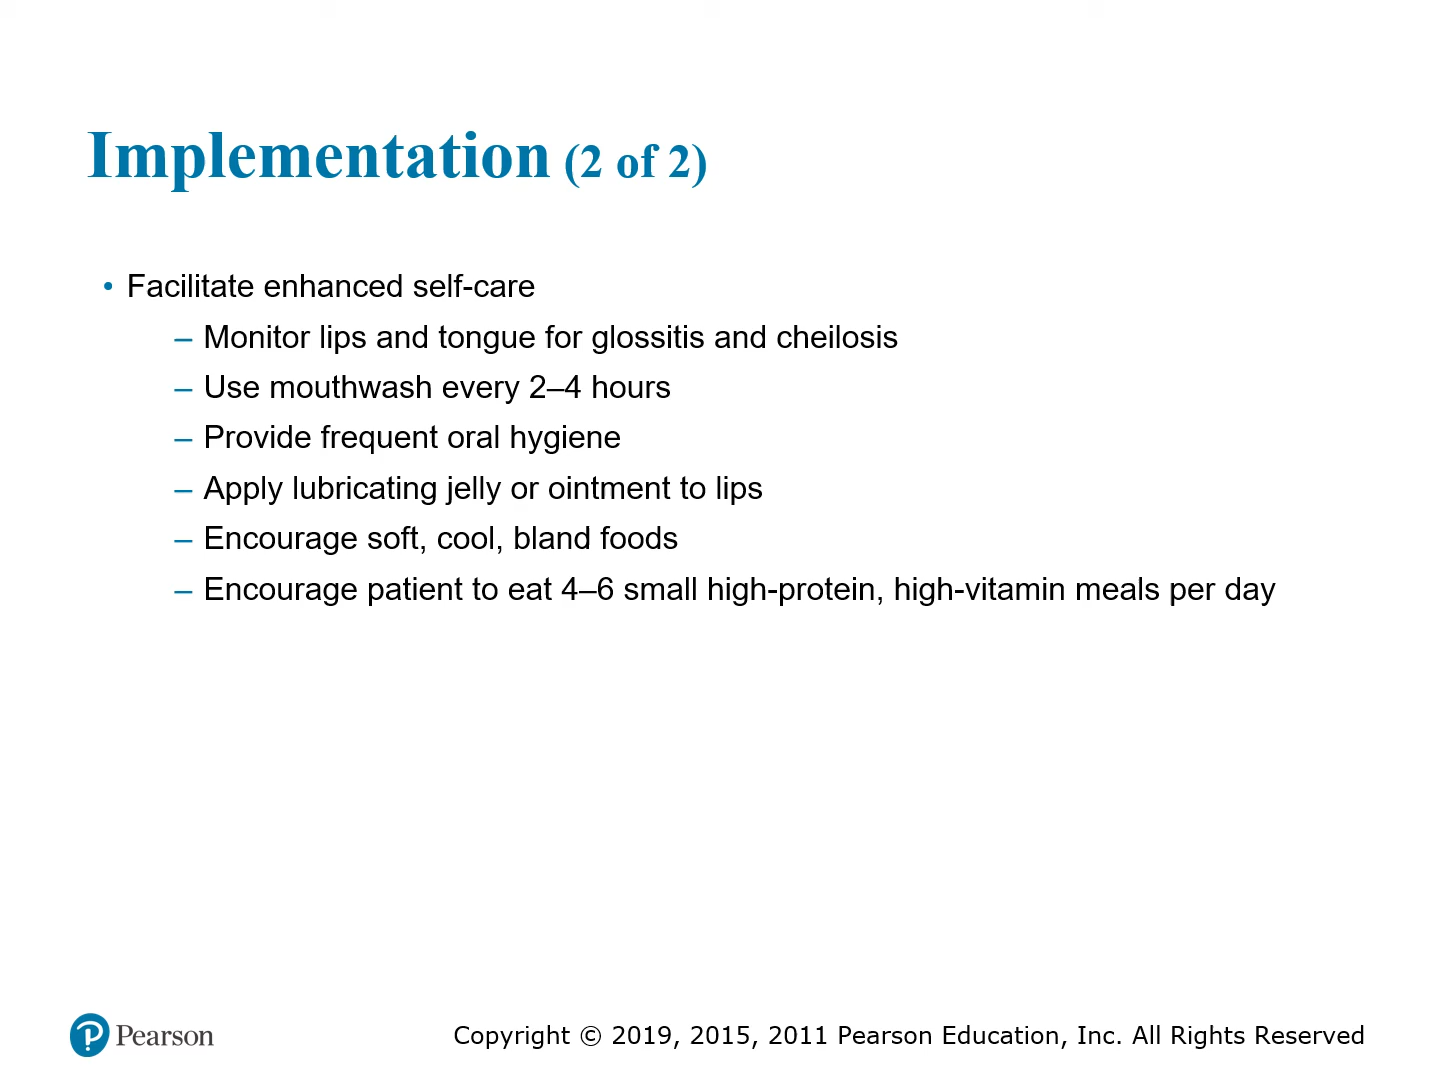 Implementation (2 of 2)
• Facilitate enhanced self-care
– Monitor lips and tongue for glossitis and cheilosis
– Use mouthwash every 2–4 hours
– Provide frequent oral hygiene
– Apply lubricating jelly or ointment to lips
– Encourage soft, cool, bland foods
– Encourage patient to eat 4–6 small high-protein, high-vitamin meals per day
Pearson
Copyright © 2019, 2015, 2011 Pearson Education, Inc. All Rights Reserved